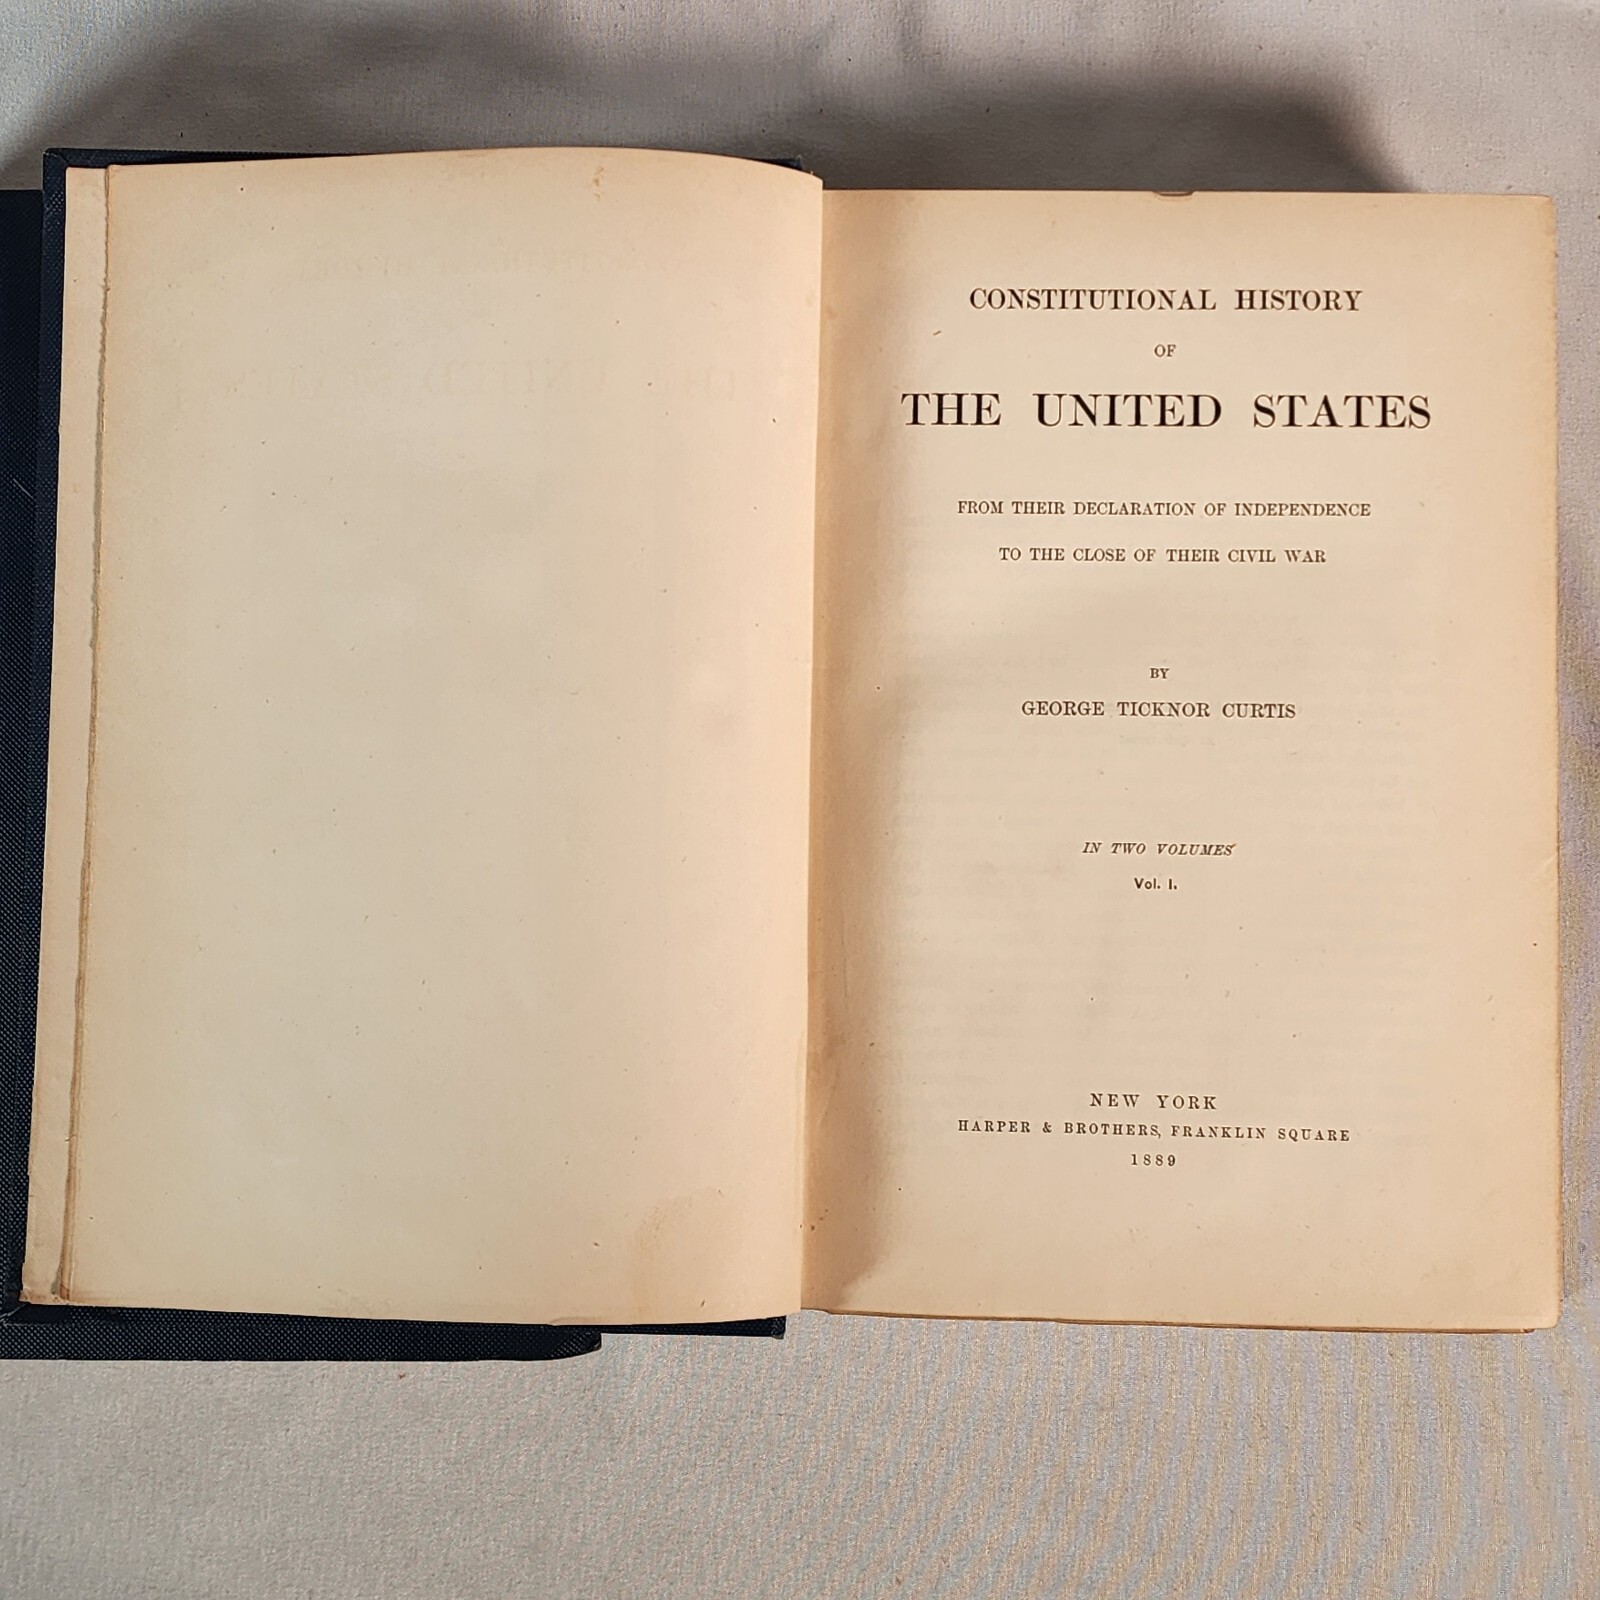 CONSTITUTIONAL HISTORY
OF
THE UNITED STATES
FROM THEIR DECLARATION OF INDEPENDENCE
TO THE CLOSE OF THEIR CIVIL WAR
BY
GEORGE TICKNOR CURTIS
IN TWO VOLUMES
Vol. I.
NEW YORK
HARPER & BROTHERS, FRANKLIN SQUARE
1889